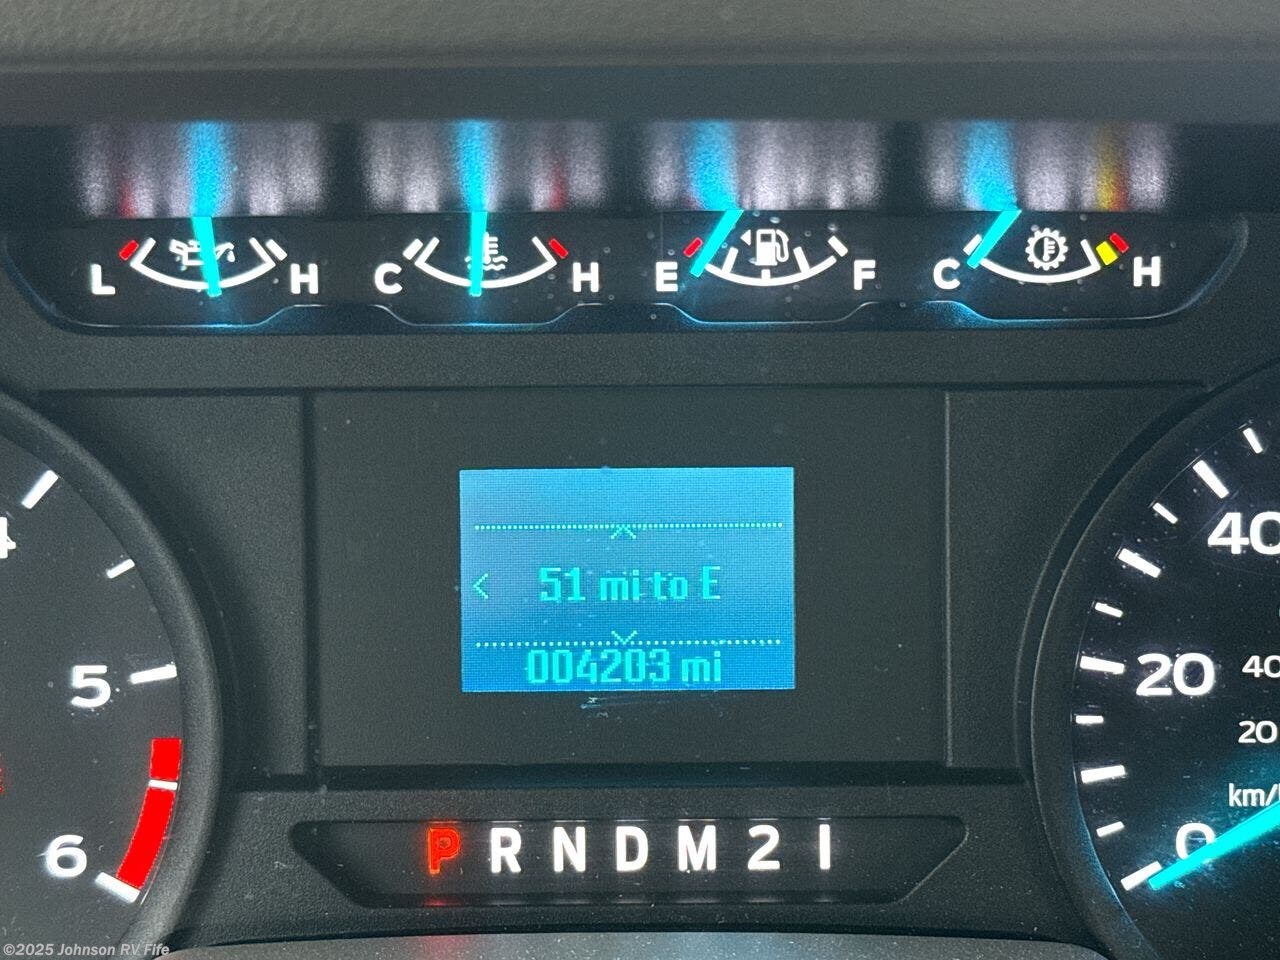 L H C H E F C H
4
5
6
51 mi to E
004203 mi
P R N D M 2 1
40
20
0
40
20
km/
©2025 Johnson RV Fife